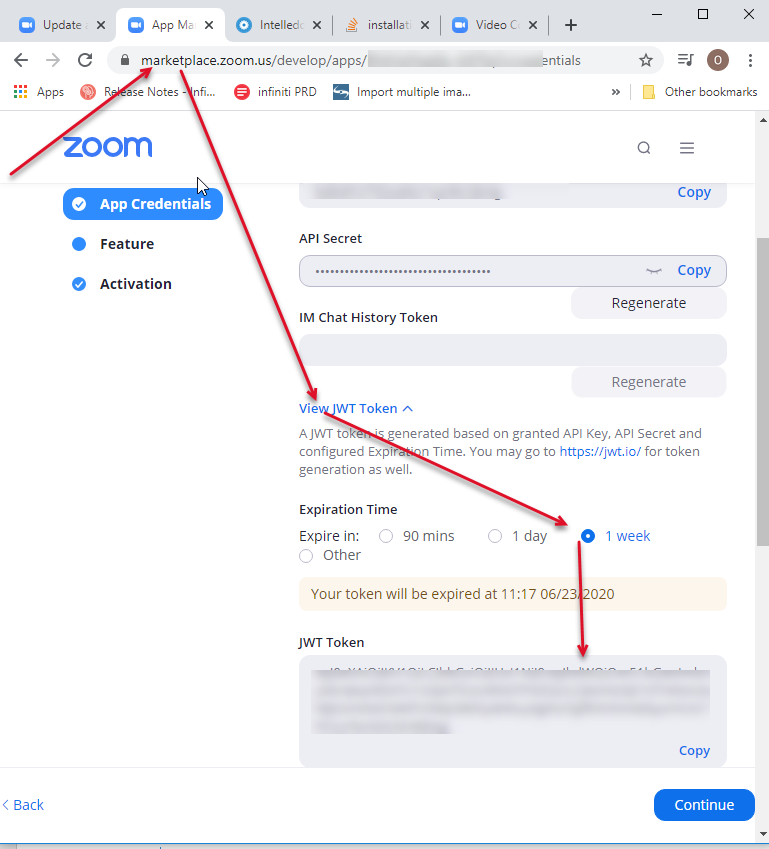 Update a
App Ma
Intelledo
installati
Video Co
marketplace.zoom.us/develop/apps/
entials
O
Apps
Release Notes - Infi...
infiniti PRD
Import multiple ima...
»
Other bookmarks
zoom
App Credentials
Copy
Feature
API Secret
Activation
Copy
Regenerate
IM Chat History Token
Regenerate
View JWT Token
A JWT token is generated based on granted API Key, API Secret and
configured Expiration Time. You may go to https://jwt.io/ for token
generation as well.
Expiration Time
Expire in: 90 mins 1 day 1 week
Other
Your token will be expired at 11:17 06/23/2020
JWT Token
Copy
Back
Continue